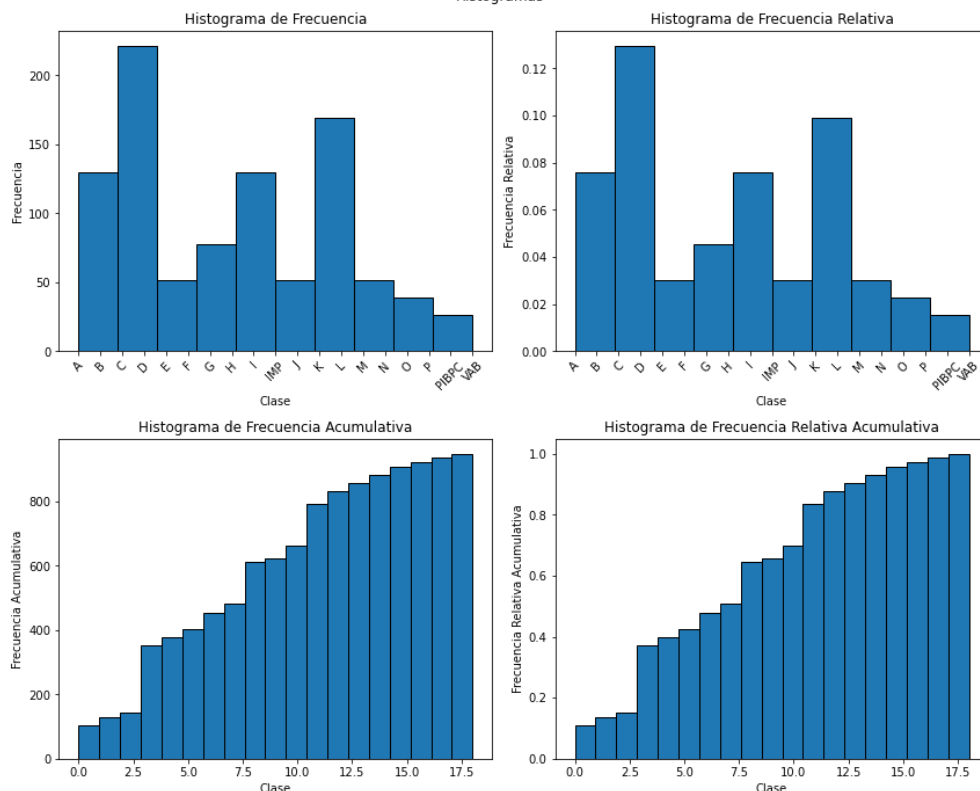 Histogramas
Histograma de Frecuencia
Frecuencia
200
150
100
50
0
A B C D E F G H I IMP J K L M N O P PIBPC VAB
Clase
Histograma de Frecuencia Relativa
Frecuencia Relativa
0.12
0.10
0.08
0.06
0.04
0.02
0.00
A B C D E F G H I IMP J K L M N O P PIBPC VAB
Clase
Histograma de Frecuencia Acumulativa
Frecuencia Acumulativa
800
600
400
200
0
0.0 2.5 5.0 7.5 10.0 12.5 15.0 17.5
Clase
Histograma de Frecuencia Relativa Acumulativa
Frecuencia Relativa Acumulativa
1.0
0.8
0.6
0.4
0.2
0.0
0.0 2.5 5.0 7.5 10.0 12.5 15.0 17.5
Clase